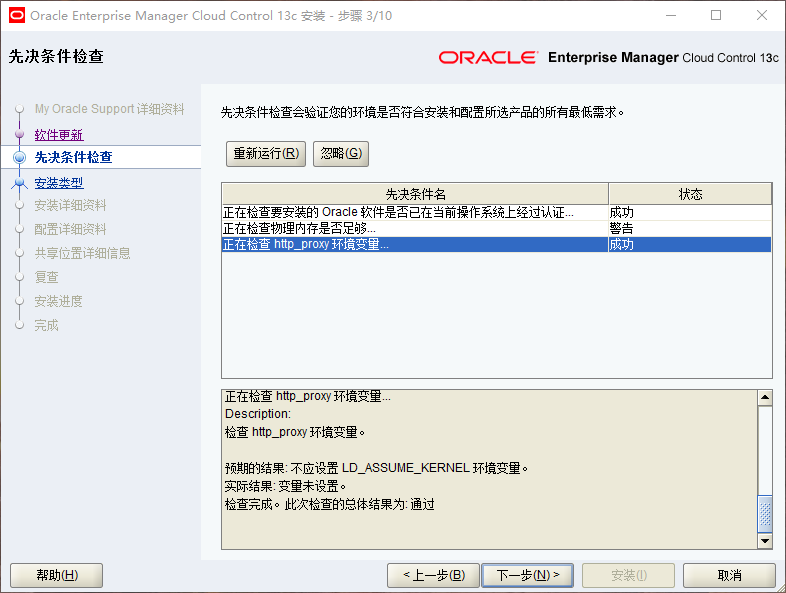 Oracle Enterprise Manager Cloud Control 13c 安装 - 步骤 3/10
先决条件检查
ORACLE Enterprise Manager Cloud Control 13c
My Oracle Support 详细资料
软件更新
先决条件检查
安装类型
安装详细资料
配置详细资料
共享位置详细信息
复查
安装进度
完成
先决条件检查会验证您的环境是否符合安装和配置所选产品的所有最低需求。
重新运行(R) 忽略(G)
先决条件名 状态
正在检查要安装的 Oracle 软件是否已在当前操作系统上经过认证... 成功
正在检查物理内存是否足够... 警告
正在检查 http_proxy 环境变量... 成功
正在检查 http_proxy 环境变量...
Description:
检查 http_proxy 环境变量。
预期的结果: 不应设置 LD_ASSUME_KERNEL 环境变量。
实际结果: 变量未设置。
检查完成。此次检查的总体结果为: 通过
帮助(H) < 上一步(B) 下一步(N) > 安装(I) 取消